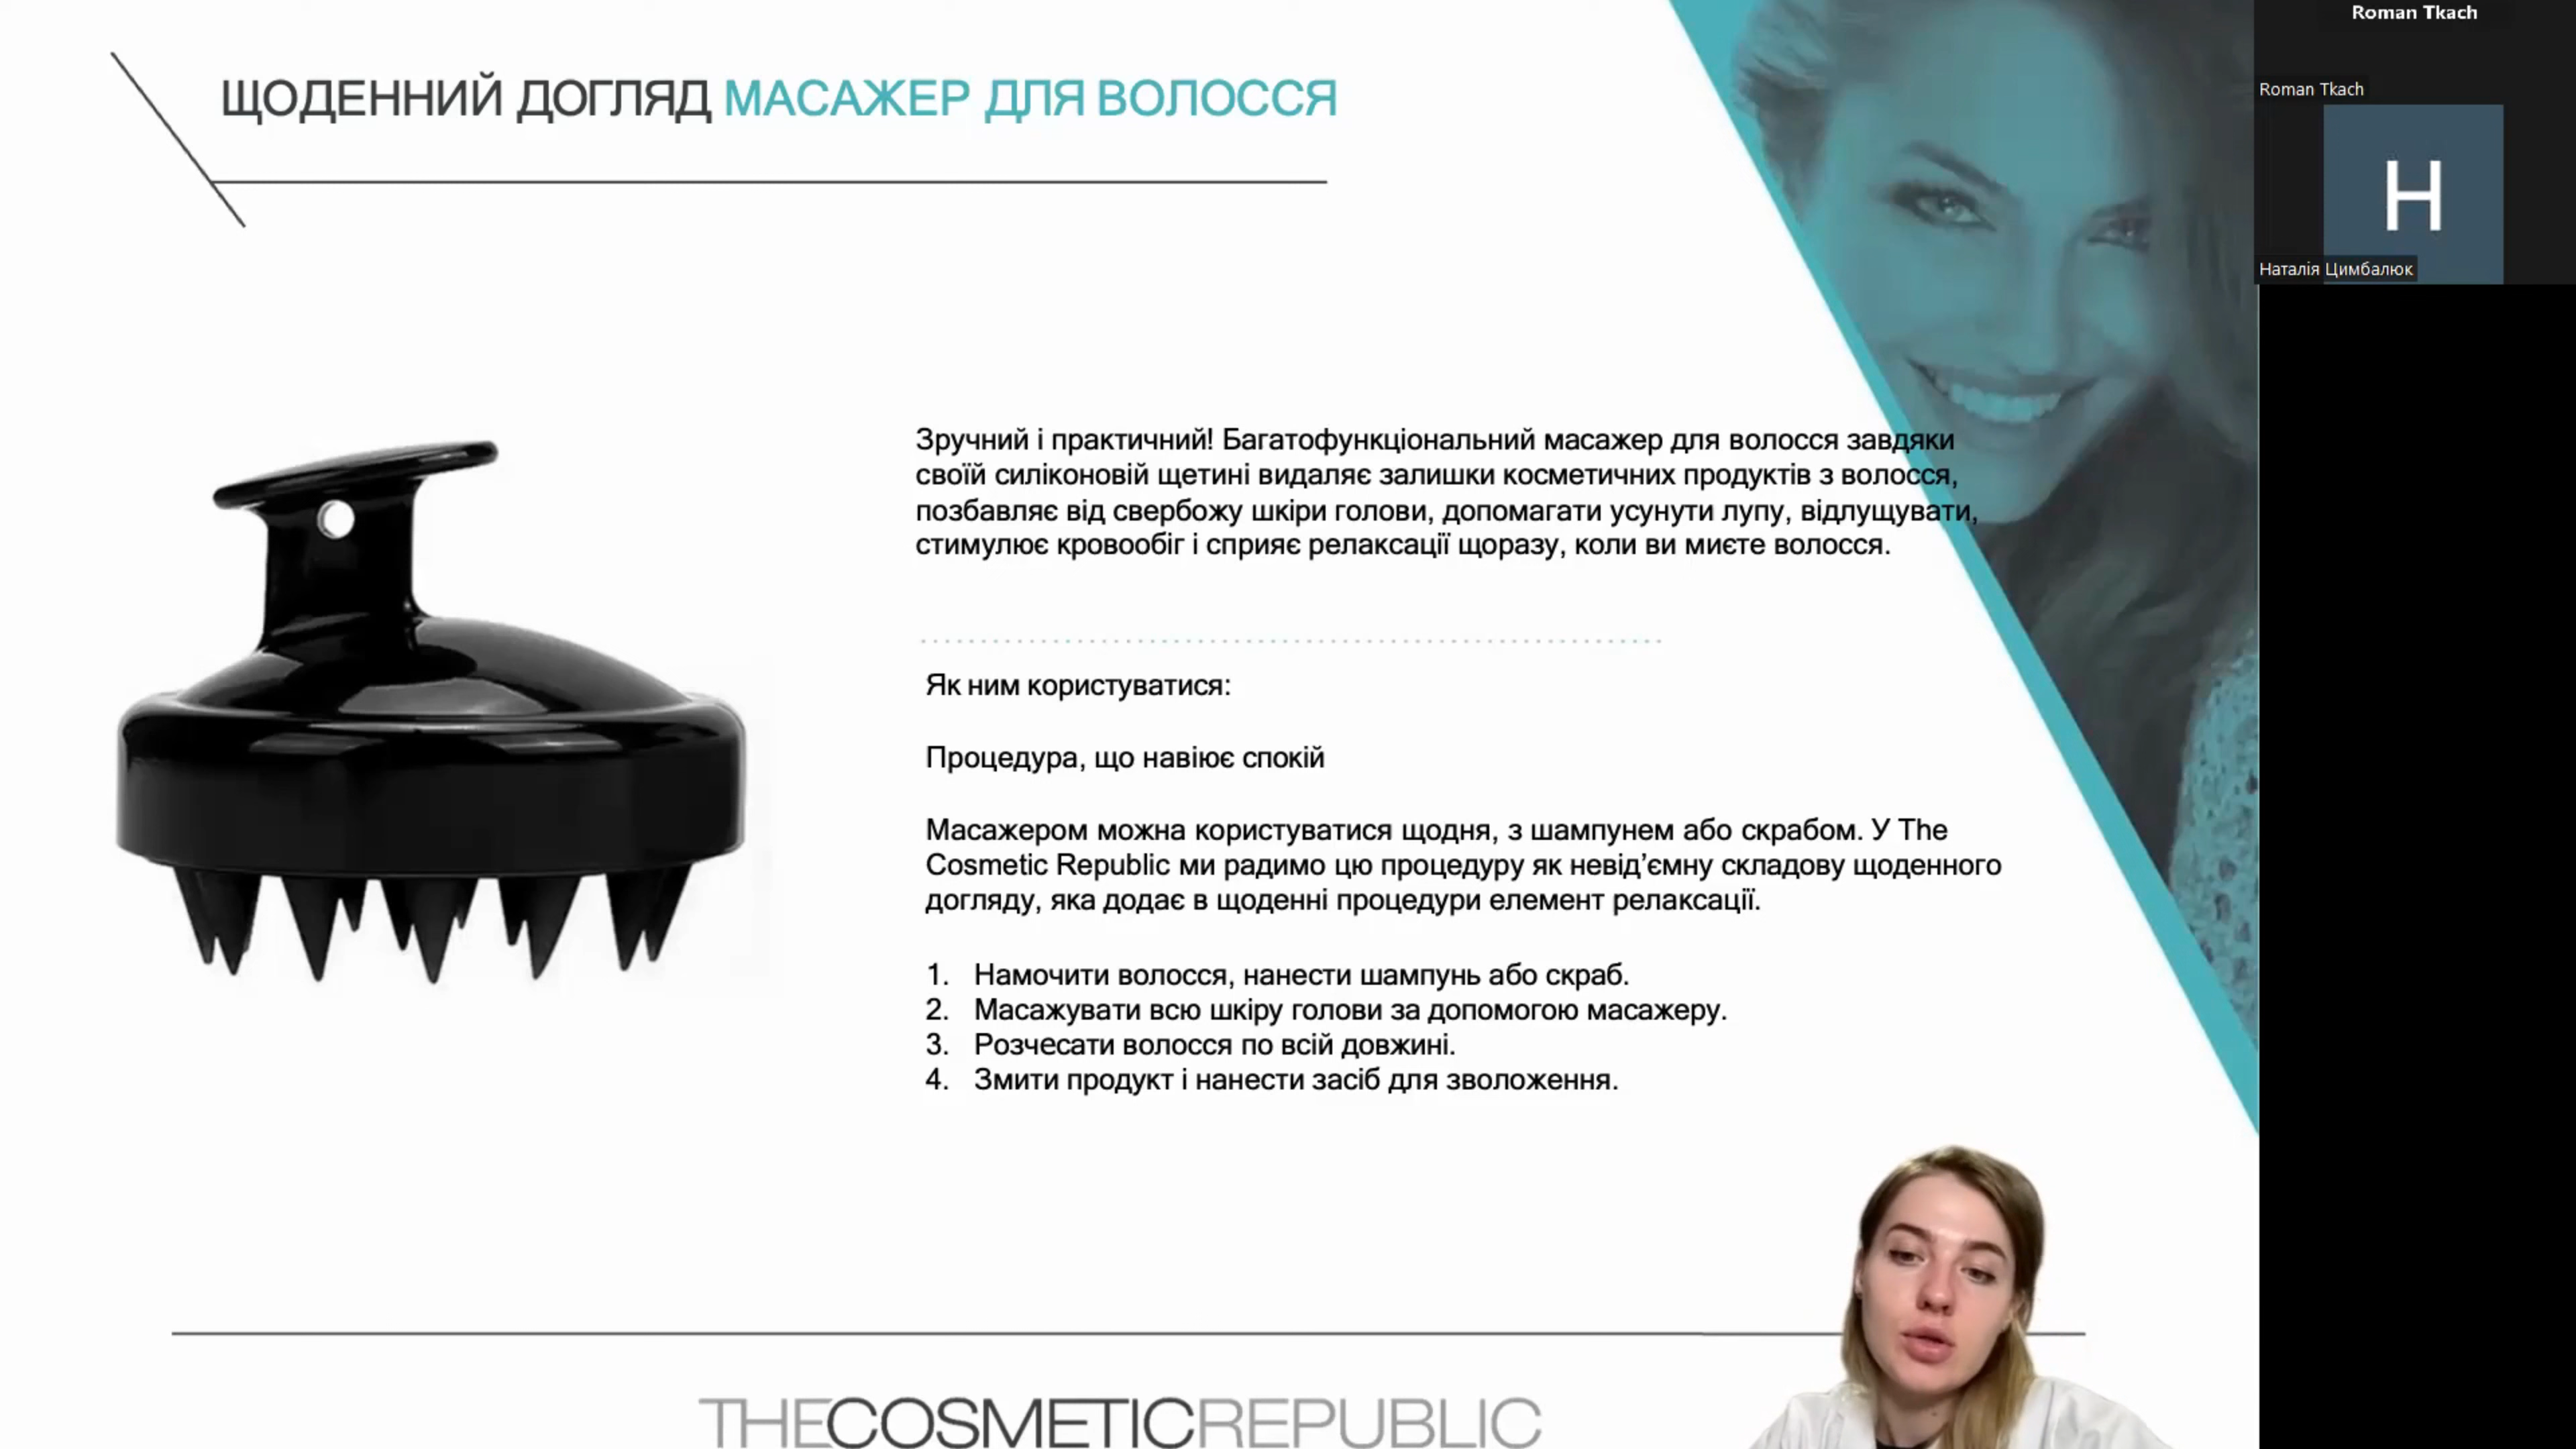 ЩОДЕННИЙ ДОГЛЯД МАСАЖЕР ДЛЯ ВОЛОССЯ
Зручний і практичний! Багатофункціональний масажер для волосся завдяки
своїй силіконовій щетині видаляє залишки косметичних продуктів з волосся,
позбавляє від свербожу шкіри голови, допомагати усунути лупу, відлущувати,
стимулює кровообіг і сприяє релаксації щоразу, коли ви миєте волосся.
Як ним користуватися:
Процедура, що навіює спокій
Масажером можна користуватися щодня, з шампунем або скрабом. У The
Cosmetic Republic ми радимо цю процедуру як невід’ємну складову щоденного
догляду, яка додає в щоденні процедури елемент релаксації.
1. Намочити волосся, нанести шампунь або скраб.
2. Масажувати всю шкіру голови за допомогою масажеру.
3. Розчесати волосся по всій довжині.
4. Змити продукт і нанести засіб для зволоження.
THECOSMETICREPUBLIC
Roman Tkach
Roman Tkach
Н
Наталія Цимбалюк